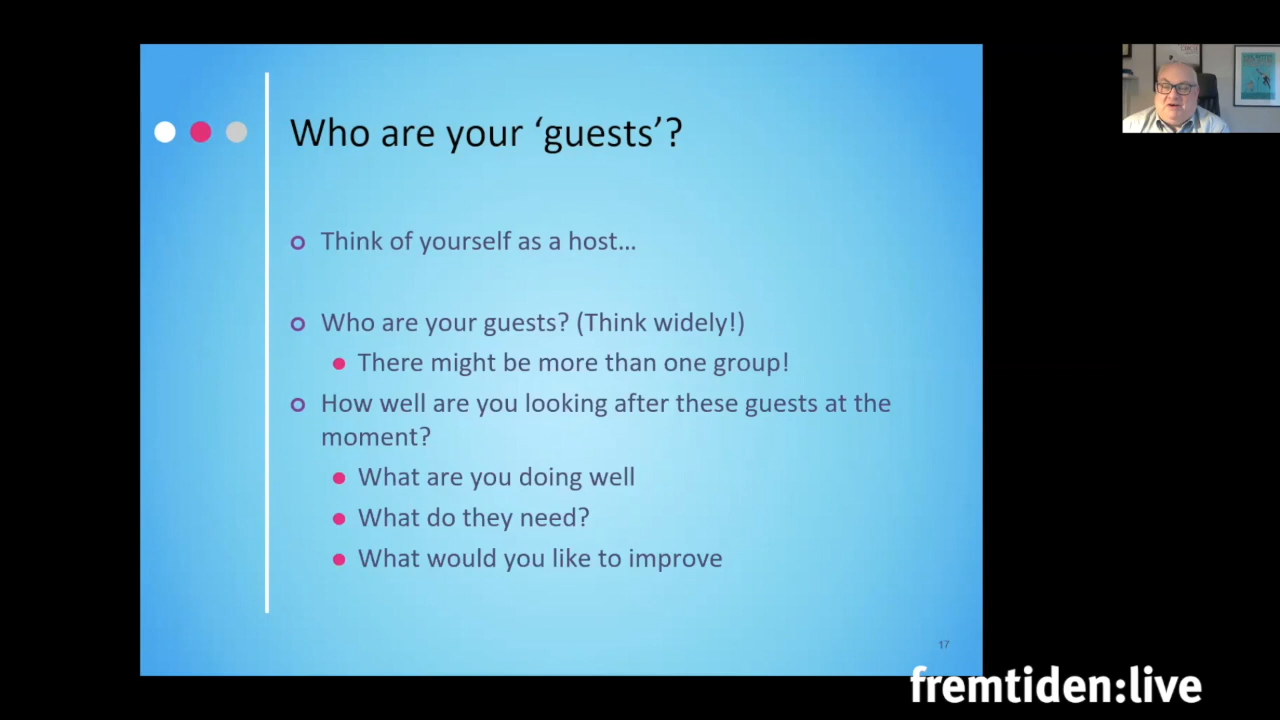 Who are your ‘guests’?
Think of yourself as a host…
Who are your guests? (Think widely!)
There might be more than one group!
How well are you looking after these guests at the
moment?
What are you doing well
What do they need?
What would you like to improve
17
fremtiden:live